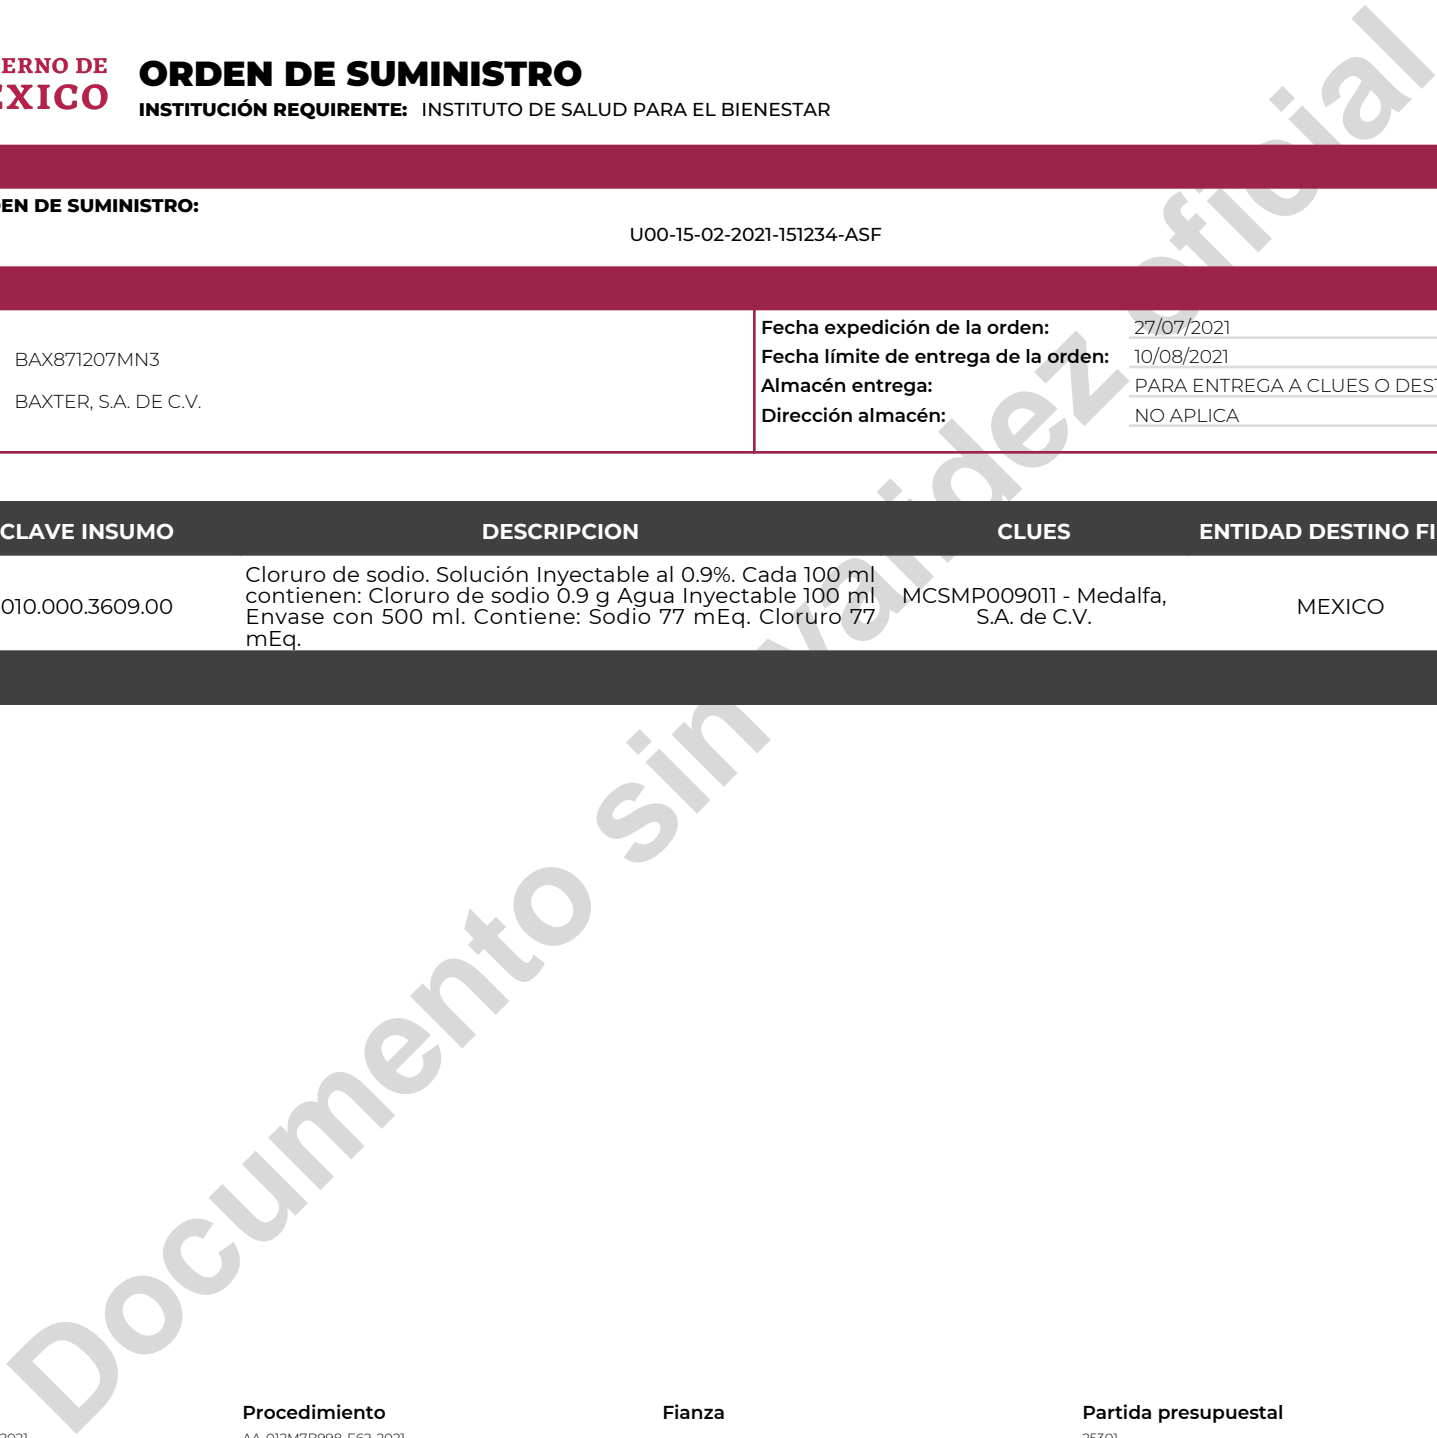 ERNO DE
EXICO
ORDEN DE SUMINISTRO
INSTITUCIÓN REQUIRENTE: INSTITUTO DE SALUD PARA EL BIENESTAR
EN DE SUMINISTRO:
U00-15-02-2021-151234-ASF
BAX871207MN3
BAXTER, S.A. DE C.V.
Fecha expedición de la orden: 27/07/2021
Fecha límite de entrega de la orden: 10/08/2021
Almacén entrega: PARA ENTREGA A CLUES O DEST
Dirección almacén: NO APLICA
CLAVE INSUMO DESCRIPCION CLUES ENTIDAD DESTINO FI
010.000.3609.00
Cloruro de sodio. Solución Inyectable al 0.9%. Cada 100 ml
contienen: Cloruro de sodio 0.9 g Agua Inyectable 100 ml
Envase con 500 ml. Contiene: Sodio 77 mEq. Cloruro 77
mEq.
MCSMP009011 - Medalfa,
S.A. de C.V.
MEXICO
Documento sin validez oficial
Procedimiento Fianza Partida presupuestal